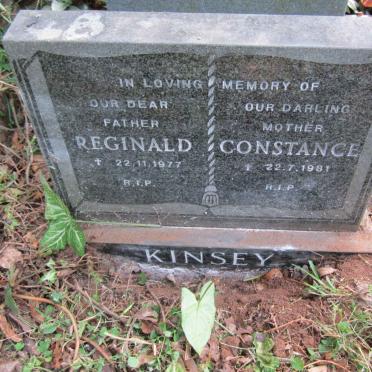 IN LOVING MEMORY OF
OUR DEAR
FATHER
REGINALD
† 22.11.1977
R.I.P.
OUR DARLING
MOTHER
CONSTANCE
† 22.7.1981
R.I.P
KINSEY